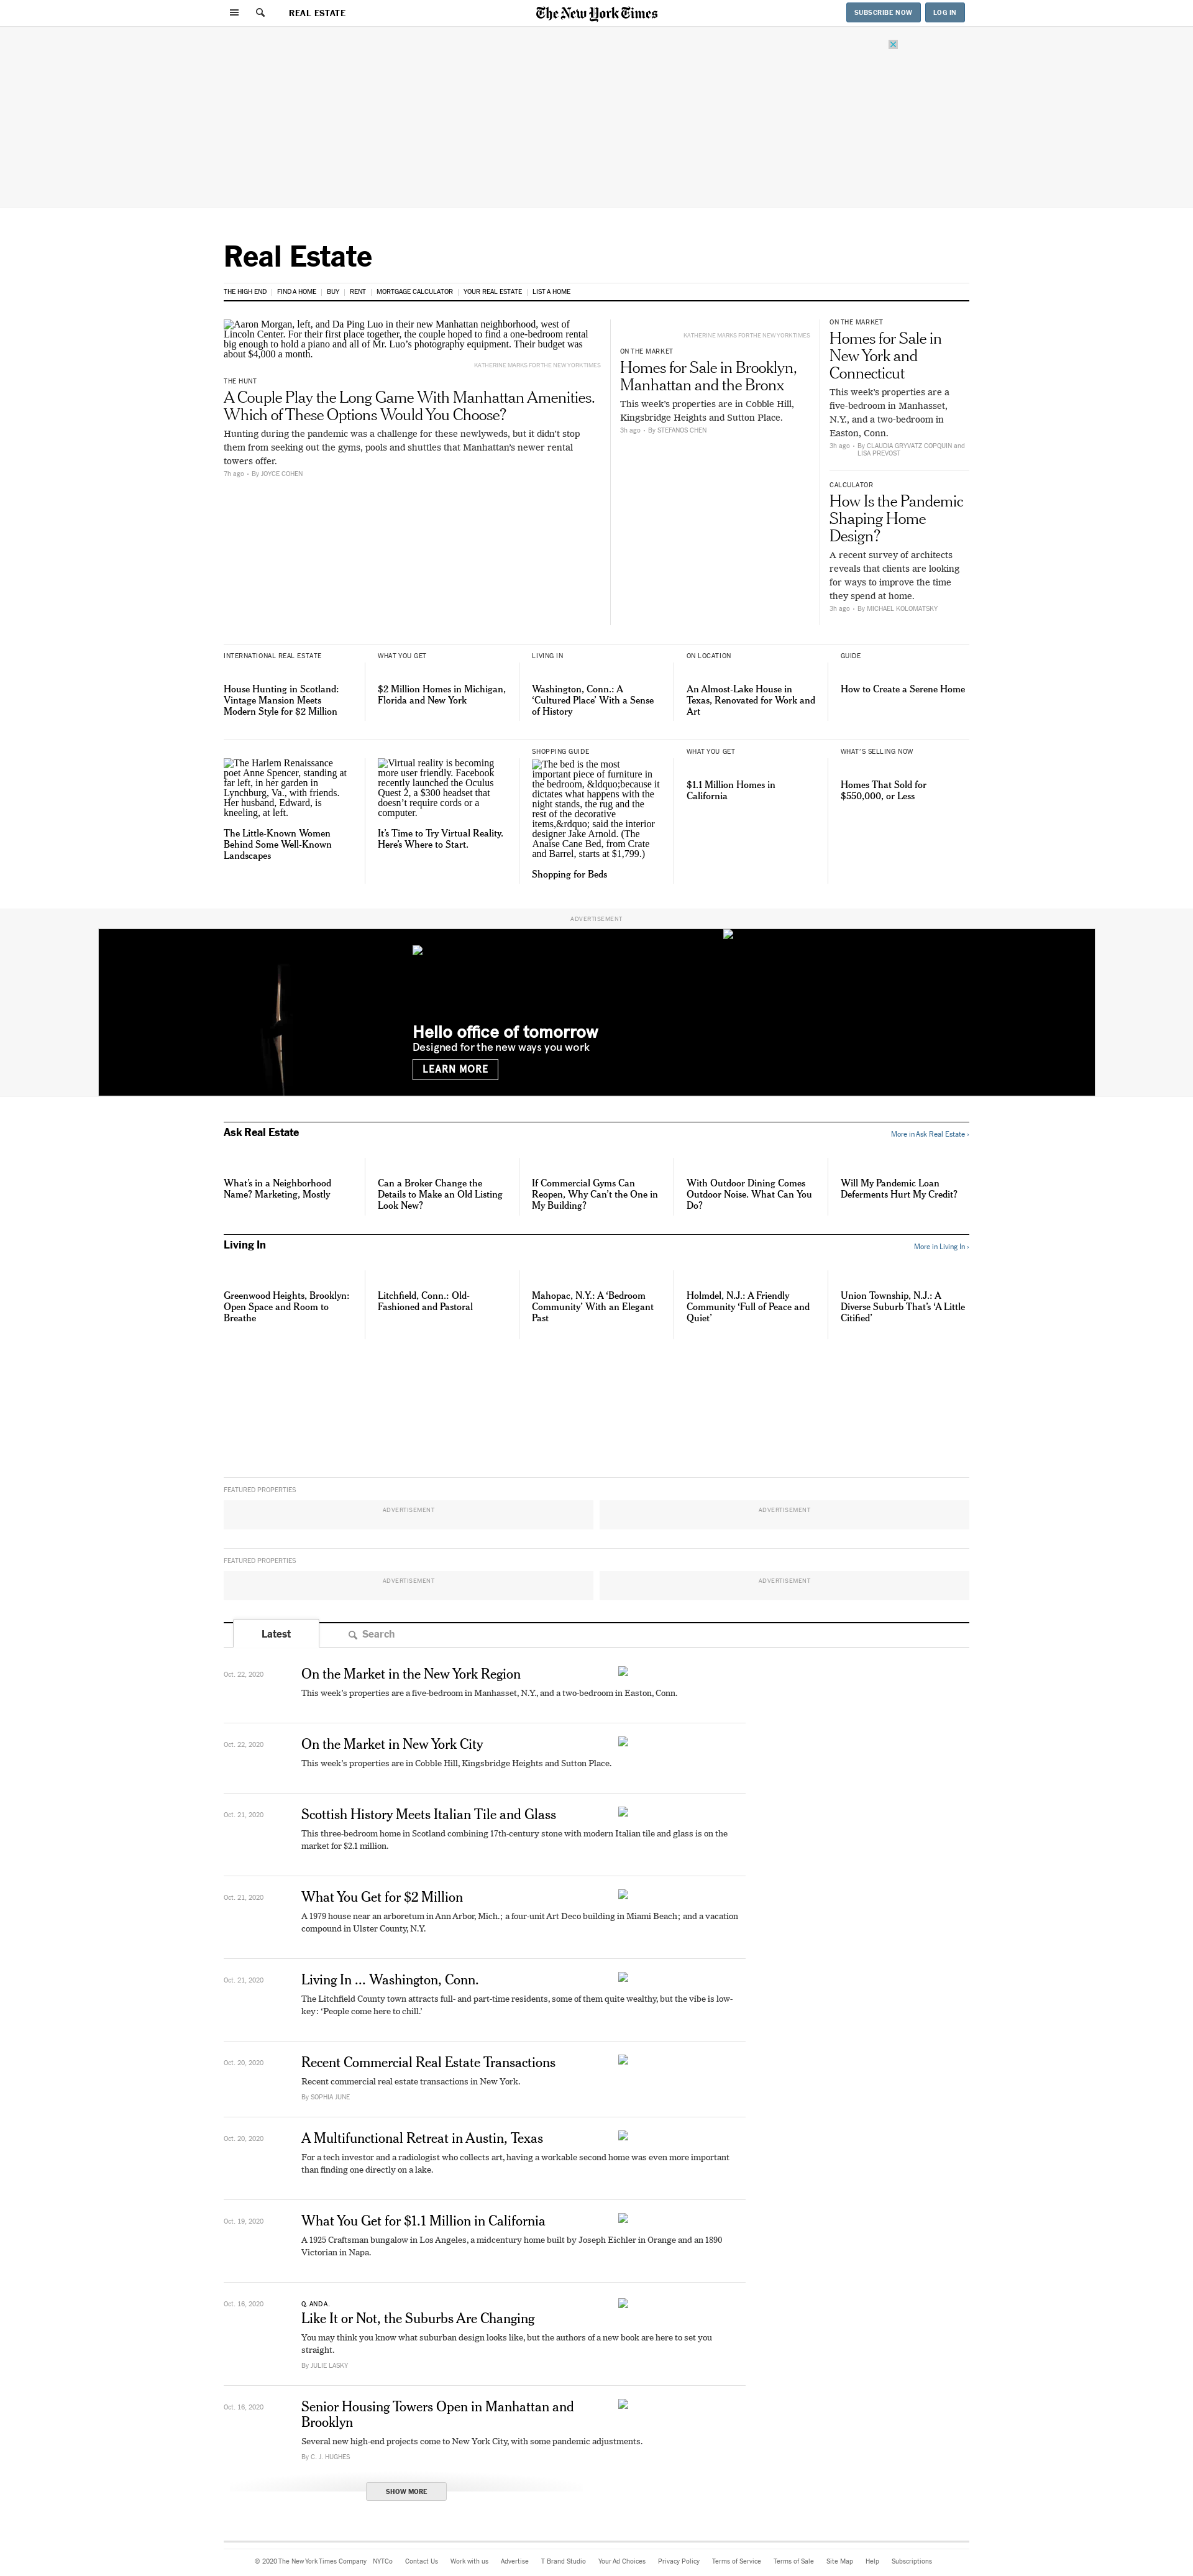 REAL ESTATE
The New York Times
SUBSCRIBE NOW
LOG IN
Real Estate
THE HIGH END
FIND A HOME
BUY
RENT
MORTGAGE CALCULATOR
YOUR REAL ESTATE
LIST A HOME
Aaron Morgan, left, and Da Ping Luo in their new Manhattan neighborhood, west of
Lincoln Center. For their first place together, the couple hoped to find a one-bedroom rental
big enough to hold a piano and all of Mr. Luo's photography equipment. Their budget was
about $4,000 a month.
KATHERINE MARKS FOR THE NEW YORK TIMES
THE HUNT
A Couple Play the Long Game With Manhattan Amenities.
Which of These Options Would You Choose?
Hunting during the pandemic was a challenge for these newlyweds, but it didn't stop
them from seeking out the gyms, pools and shuttles that Manhattan's newer rental
towers offer.
7h ago • By JOYCE COHEN
KATHERINE MARKS FOR THE NEW YORK TIMES
ON THE MARKET
Homes for Sale in Brooklyn,
Manhattan and the Bronx
This week's properties are in Cobble Hill,
Kingsbridge Heights and Sutton Place.
3h ago • By STEFANOS CHEN
ON THE MARKET
Homes for Sale in
New York and
Connecticut
This week's properties are a
five-bedroom in Manhasset,
N.Y., and a two-bedroom in
Easton, Conn.
3h ago • By CLAUDIA GRYVATZ COPQUIN and
LISA PREVOST
CALCULATOR
How Is the Pandemic
Shaping Home
Design?
A recent survey of architects
reveals that clients are looking
for ways to improve the time
they spend at home.
3h ago • By MICHAEL KOLOMATSKY
INTERNATIONAL REAL ESTATE
House Hunting in Scotland:
Vintage Mansion Meets
Modern Style for $2 Million
WHAT YOU GET
$2 Million Homes in Michigan,
Florida and New York
LIVING IN
Washington, Conn.: A
‘Cultured Place’ With a Sense
of History
ON LOCATION
An Almost-Lake House in
Texas, Renovated for Work and
Art
GUIDE
How to Create a Serene Home
The Harlem Renaissance
poet Anne Spencer, standing at
far left, in her garden in
Lynchburg, Va., with friends.
Her husband, Edward, is
kneeling, at left.
The Little-Known Women
Behind Some Well-Known
Landscapes
Virtual reality is becoming
more user friendly. Facebook
recently launched the Oculus
Quest 2, a $300 headset that
doesn't require cords or a
computer.
It's Time to Try Virtual Reality.
Here's Where to Start.
SHOPPING GUIDE
The bed is the most
important piece of furniture in
the bedroom, &ldquo;because it
dictates what happens with the
night stands, the rug and the
rest of the decorative
items,&rdquo; said the interior
designer Jake Arnold. (The
Anaise Cane Bed, from Crate
and Barrel, starts at $1,799.)
Shopping for Beds
WHAT YOU GET
$1.1 Million Homes in
California
WHAT'S SELLING NOW
Homes That Sold for
$550,000, or Less
ADVERTISEMENT
Hello office of tomorrow
Designed for the new ways you work
LEARN MORE
Ask Real Estate
More in Ask Real Estate ›
What's in a Neighborhood
Name? Marketing, Mostly
Can a Broker Change the
Details to Make an Old Listing
Look New?
If Commercial Gyms Can
Reopen, Why Can't the One in
My Building?
With Outdoor Dining Comes
Outdoor Noise. What Can You
Do?
Will My Pandemic Loan
Deferments Hurt My Credit?
Living In
More in Living In ›
Greenwood Heights, Brooklyn:
Open Space and Room to
Breathe
Litchfield, Conn.: Old-
Fashioned and Pastoral
Mahopac, N.Y.: A ‘Bedroom
Community’ With an Elegant
Past
Holmdel, N.J.: A Friendly
Community ‘Full of Peace and
Quiet’
Union Township, N.J.: A
Diverse Suburb That's ‘A Little
Citified’
FEATURED PROPERTIES
ADVERTISEMENT
ADVERTISEMENT
FEATURED PROPERTIES
ADVERTISEMENT
ADVERTISEMENT
Latest
Search
Oct. 22, 2020
On the Market in the New York Region
This week's properties are a five-bedroom in Manhasset, N.Y., and a two-bedroom in Easton, Conn.
Oct. 22, 2020
On the Market in New York City
This week's properties are in Cobble Hill, Kingsbridge Heights and Sutton Place.
Oct. 21, 2020
Scottish History Meets Italian Tile and Glass
This three-bedroom home in Scotland combining 17th-century stone with modern Italian tile and glass is on the
market for $2.1 million.
Oct. 21, 2020
What You Get for $2 Million
A 1979 house near an arboretum in Ann Arbor, Mich.; a four-unit Art Deco building in Miami Beach; and a vacation
compound in Ulster County, N.Y.
Oct. 21, 2020
Living In ... Washington, Conn.
The Litchfield County town attracts full- and part-time residents, some of them quite wealthy, but the vibe is low-
key: ‘People come here to chill.’
Oct. 20, 2020
Recent Commercial Real Estate Transactions
Recent commercial real estate transactions in New York.
By SOPHIA JUNE
Oct. 20, 2020
A Multifunctional Retreat in Austin, Texas
For a tech investor and a radiologist who collects art, having a workable second home was even more important
than finding one directly on a lake.
Oct. 19, 2020
What You Get for $1.1 Million in California
A 1925 Craftsman bungalow in Los Angeles, a midcentury home built by Joseph Eichler in Orange and an 1890
Victorian in Napa.
Oct. 16, 2020
Q. AND A.
Like It or Not, the Suburbs Are Changing
You may think you know what suburban design looks like, but the authors of a new book are here to set you
straight.
By JULIE LASKY
Oct. 16, 2020
Senior Housing Towers Open in Manhattan and
Brooklyn
Several new high-end projects come to New York City, with some pandemic adjustments.
By C. J. HUGHES
SHOW MORE
© 2020 The New York Times Company
NYTCo
Contact Us
Work with us
Advertise
T Brand Studio
Your Ad Choices
Privacy Policy
Terms of Service
Terms of Sale
Site Map
Help
Subscriptions